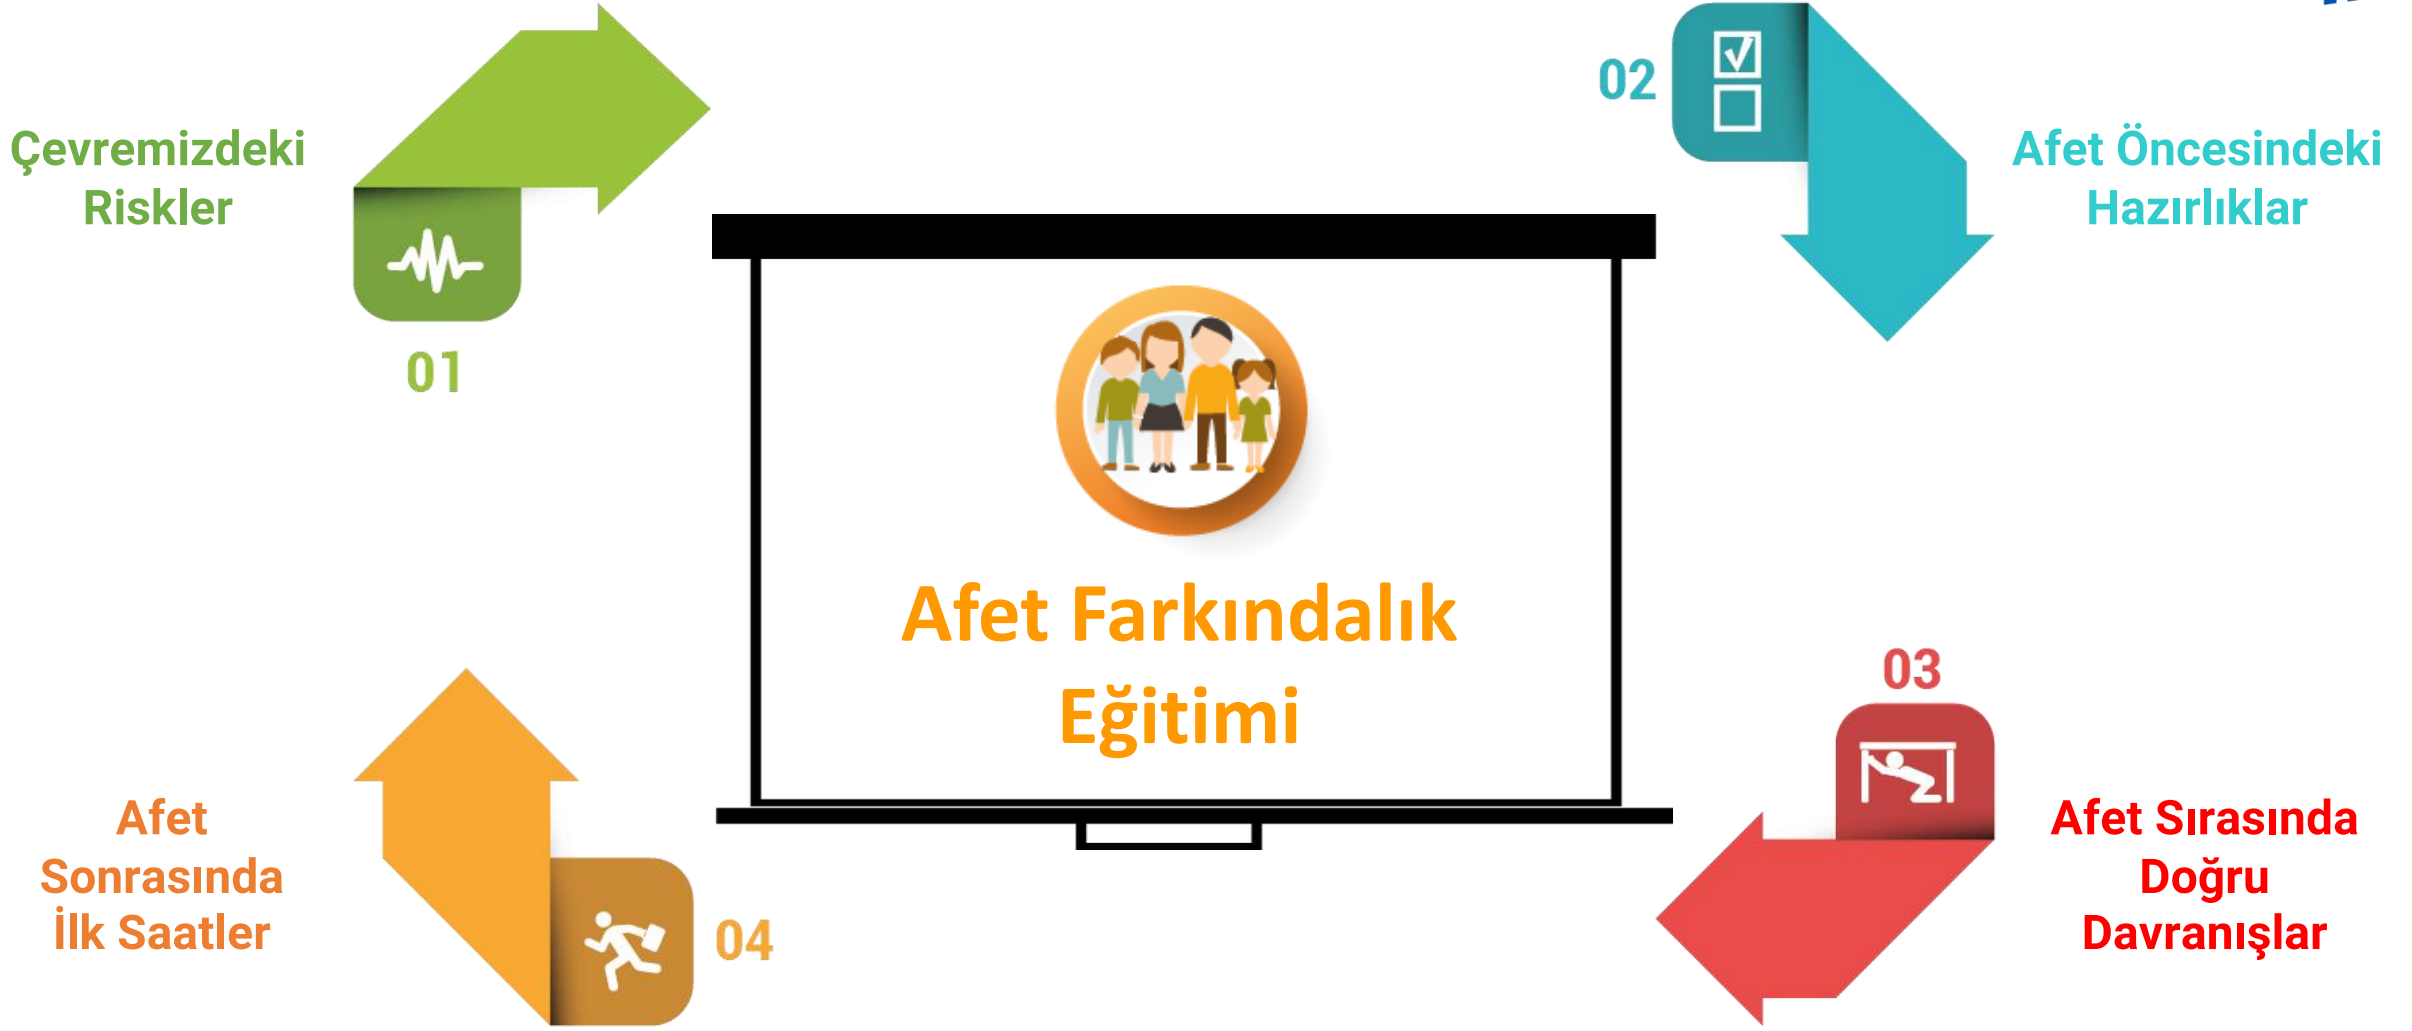 Çevremizdeki
Riskler
01
02
Afet Öncesindeki
Hazırlıklar
Afet Farkındalık
Eğitimi
03
Afet Sırasında
Doğru
Davranışlar
Afet
Sonrasında
İlk Saatler
04